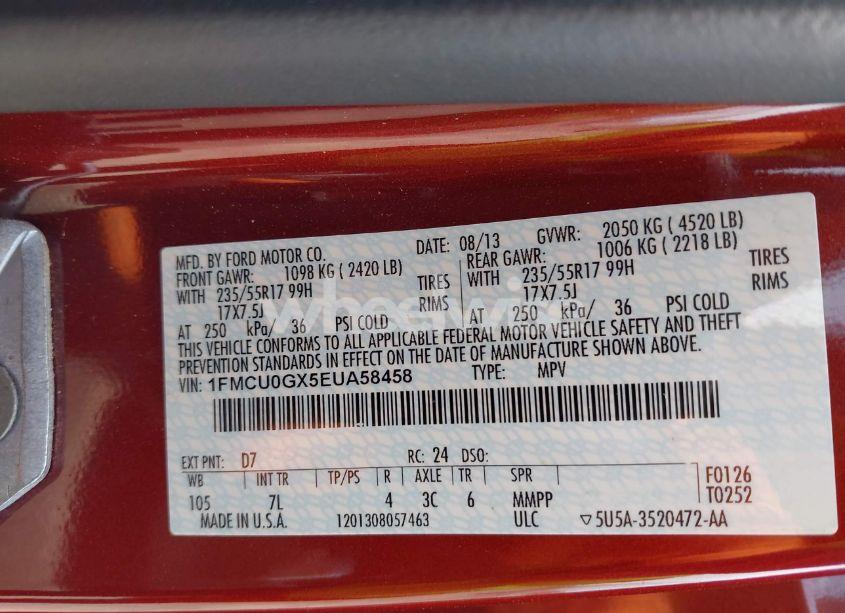 MFD. BY FORD MOTOR CO. DATE: 08/13 GVWR: 2050 KG ( 4520 LB)
FRONT GAWR: 1098 KG ( 2420 LB) REAR GAWR: 1006 KG ( 2218 LB)
WITH 235/55R17 99H TIRES WITH 235/55R17 99H TIRES
17X7.5J RIMS 17X7.5J RIMS
AT 250 kPa/ 36 PSI COLD AT 250 kPa/ 36 PSI COLD
THIS VEHICLE CONFORMS TO ALL APPLICABLE FEDERAL MOTOR VEHICLE SAFETY AND THEFT
PREVENTION STANDARDS IN EFFECT ON THE DATE OF MANUFACTURE SHOWN ABOVE.
VIN: 1FMCU0GX5EUA58458 TYPE: MPV
EXT PNT: D7 RC: 24 DSO:
WB INT TR TP/PS R AXLE TR SPR F0126
105 7L 4 3C 6 MMPP T0252
MADE IN U.S.A. 1201308057463 ULC ▽5U5A-3520472-AA